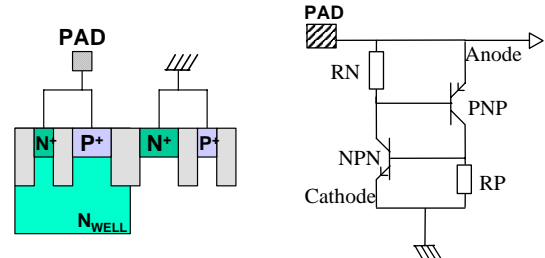 PAD
N+ P+ N+ P+
NWELL
PAD
Anode
RN
PNP
NPN
RP
Cathode